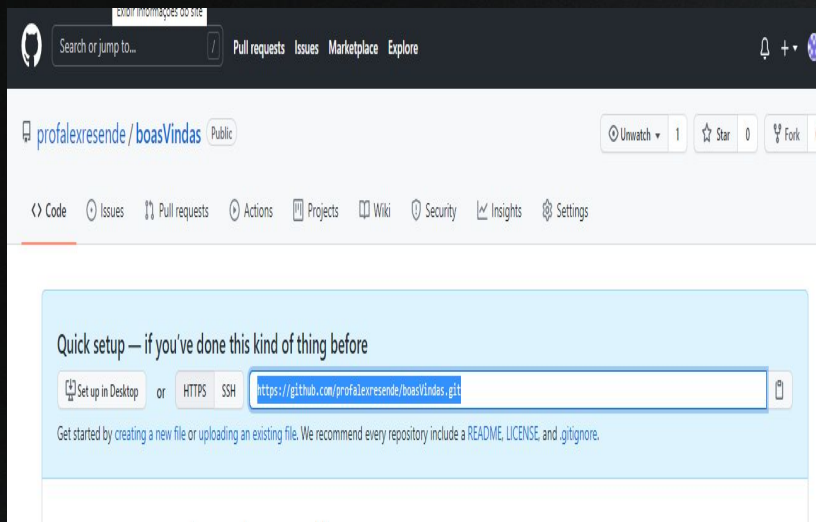 Exibir informações do site
Search or jump to... / Pull requests Issues Marketplace Explore
profalexresende / boasVindas Public
Unwatch 1 Star 0 Fork
Code Issues Pull requests Actions Projects Wiki Security Insights Settings
Quick setup — if you've done this kind of thing before
Set up in Desktop or HTTPS SSH https://github.com/profalexresende/boasVindas.git
Get started by creating a new file or uploading an existing file. We recommend every repository include a README, LICENSE, and .gitignore.